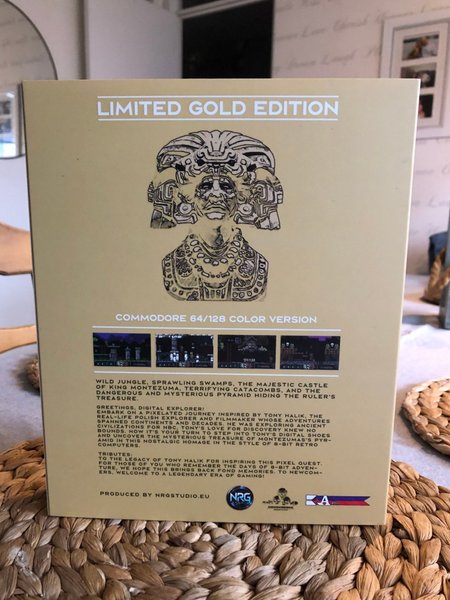 LIMITED GOLD EDITION
COMMODORE 64/128 COLOR VERSION
WILD JUNGLE, SPRAWLING SWAMPS, THE MAJESTIC CASTLE
OF KING MONTEZUMA, TERRIFYING CATACOMBS, AND THE
DANGEROUS AND MYSTERIOUS PYRAMID HIDING THE RULER'S
TREASURE.
GREETINGS, DIGITAL EXPLORER!
EMBARK ON A PIXELATED JOURNEY INSPIRED BY TONY HALIK, THE
REAL-LIFE POLISH EXPLORER AND FILMMAKER WHOSE ADVENTURES
SPANNED CONTINENTS AND DECADES. HE WAS EXPLORING ANCIENT
CIVILIZATIONS FOR NBC. TONY'S LOVE FOR DISCOVERY KNEW NO
BOUNDS. NOW IT'S YOUR TURN TO STEP INTO TONY'S DIGITAL SHOES
AND UNCOVER THE MYSTERIOUS TREASURE OF MONTEZUMAS'S PYR-
AMID IN THIS NOSTALGIC HOMAGE IN THE STYLE OF 8-BIT RETRO
COMPUTERS.
TRIBUTES:
TO THE LEGACY OF TONY HALIK FOR INSPIRING THIS PIXEL QUEST.
FOR THOSE OF YOU WHO REMEMBER THE DAYS OF 8-BIT ADVEN-
TURE, WE HOPE THIS BRINGS BACK FOND MEMORIES. TO NEWCOM-
ERS, WELCOME TO A LEGENDARY ERA OF GAMING!
PRODUCED BY NRGSTUDIO.EU
NRG
A